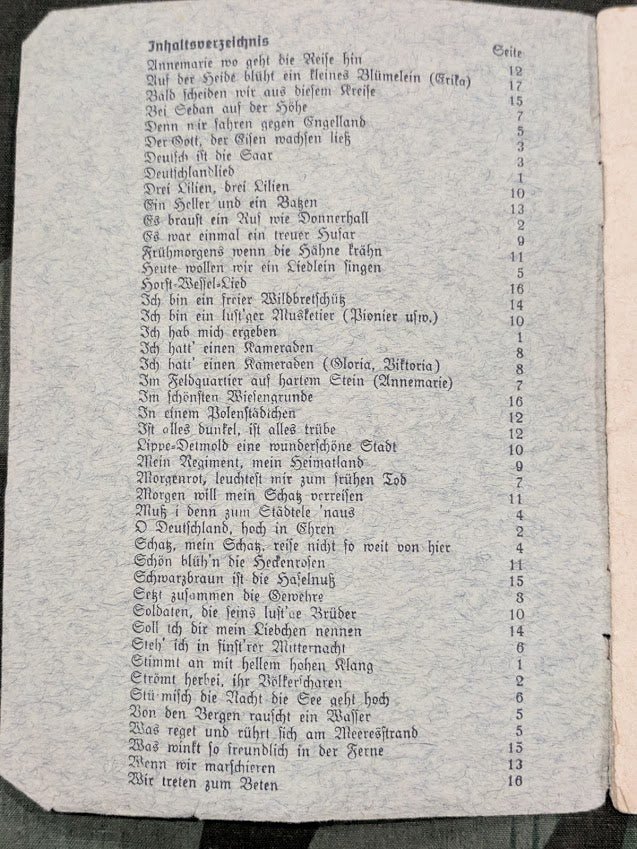 Inhaltsverzeichnis Seite
Annemarie wo geht die Reise hin 12
Auf der Heide blüht ein kleines Blümelein (Erika) 17
Bald scheiden wir aus diesem Kreise 15
Bei Sedan auf der Höhe 7
Denn wir fahren gegen Engelland 5
Der Gott, der Eisen wachsen ließ 3
Deutsch ist die Saar 3
Deutschlandlied 1
Drei Lilien, drei Lilien 10
Ein Heller und ein Batzen 13
Es braust ein Ruf wie Donnerhall 2
Es war einmal ein treuer Husar 9
Frühmorgens wenn die Hähne krähn 11
Heute wollen wir ein Liedlein singen 5
Horst-Wessel-Lied 16
Ich bin ein freier Wildbretschütz 14
Ich bin ein lust'ger Musketier (Pionier usw.) 10
Ich hab mich ergeben 1
Ich hatt' einen Kameraden 8
Ich hatt' einen Kameraden (Gloria, Viktoria) 8
Im Feldquartier auf hartem Stein (Annemarie) 7
Im schönsten Wiesengrunde 16
In einem Polenstädtchen 12
Ist alles dunkel, ist alles trübe 12
Lippe-Detmold eine wunderschöne Stadt 10
Mein Regiment, mein Heimatland 9
Morgenrot, leuchtest mir zum frühen Tod 7
Morgen will mein Schatz verreisen 11
Muß i denn zum Städtele 'naus 4
O Deutschland, hoch in Ehren 2
Schatz, mein Schatz, reise nicht so weit von hier 4
Schön blüh'n die Heckenrosen 11
Schwarzbraun ist die Haselnuß 15
Setzt zusammen die Gewehre 8
Soldaten, die seins lust'ge Brüder 10
Soll ich dir mein Liebchen nennen 14
Steh' ich in finst'rer Mitternacht 6
Stimmt an mit hellem hohen Klang 1
Strömt herbei, ihr Völkerscharen 2
Stürmisch die Nacht die See geht hoch 6
Von den Bergen rauscht ein Wasser 5
Was reget und rührt sich am Meeresstrand 5
Was winkt so freundlich in der Ferne 15
Wenn wir marschieren 13
Wir treten zum Beten 16